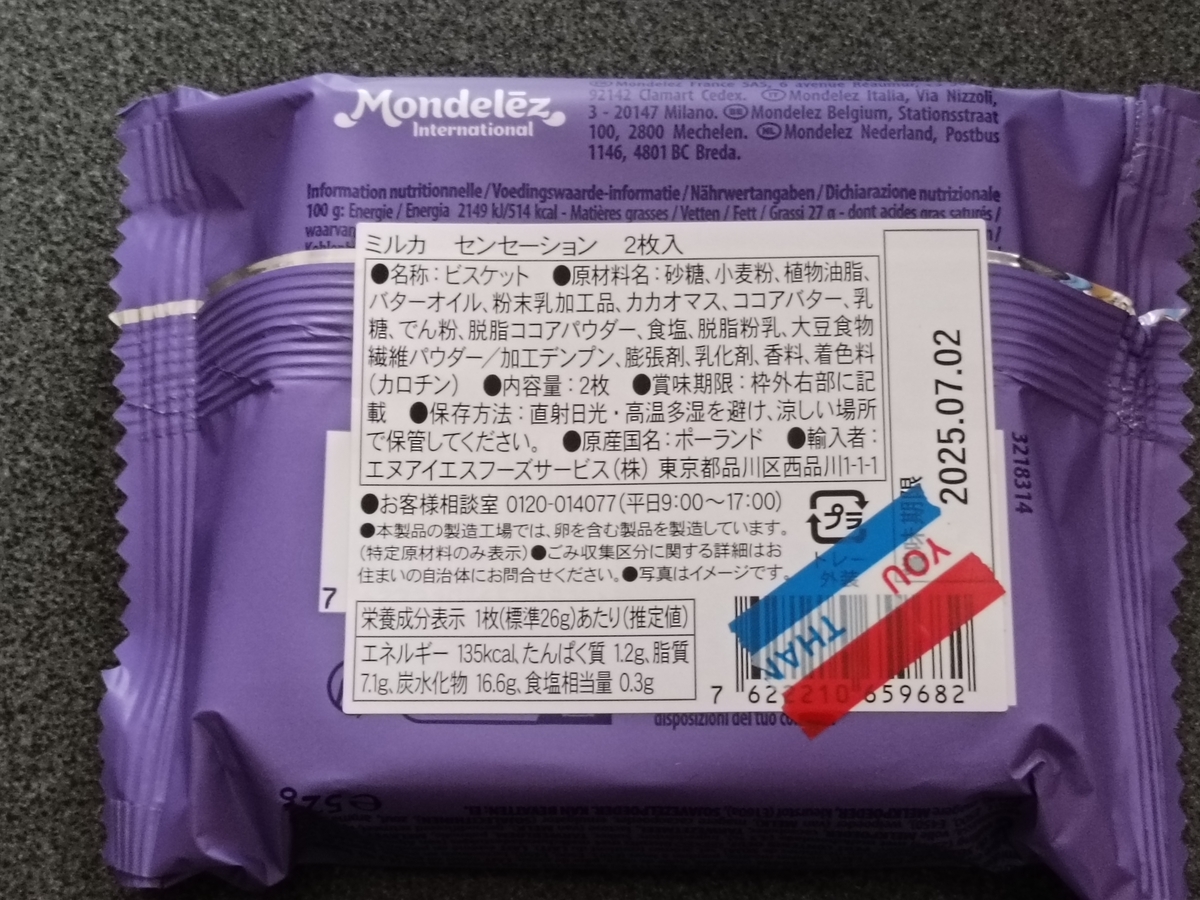 Mondelēz
International
92142 Clamart Cedex. IT Mondelez Italia, Via Nizzoli,
3 - 20147 Milano. BE Mondelez Belgium, Stationsstraat
100, 2800 Mechelen. NL Mondelez Nederland, Postbus
1146, 4801 BC Breda.
Information nutritionnelle / Voedingswaarde-informatie / Nährwertangaben / Dichiarazione nutrizionale
100 g: Energie / Energia 2149 kJ/514 kcal - Matières grasses / Vetten / Fett / Grassi 27 g - dont acides gras saturés /
ミルカ センセーション 2枚入
●名称:ビスケット ●原材料名:砂糖、小麦粉、植物油脂、
バターオイル、粉末乳加工品、カカオマス、ココアバター、乳
糖、でん粉、脱脂ココアパウダー、食塩、脱脂粉乳、大豆食物
繊維パウダー/加工デンプン、膨張剤、乳化剤、香料、着色料
(カロチン) ●内容量:2枚 ●賞味期限:枠外右部に記
載 ●保存方法:直射日光・高温多湿を避け、涼しい場所
で保管してください。 ●原産国名:ポーランド ●輸入者:
エヌアイエスフーズサービス(株) 東京都品川区西品川1-1-1
●お客様相談室 0120-014077(平日9:00~17:00)
●本製品の製造工場では、卵を含む製品を製造しています。
(特定原材料のみ表示)●ごみ収集区分に関する詳細はお
住まいの自治体にお問合せください。●写真はイメージです。
栄養成分表示 1枚(標準26g)あたり(推定値)
エネルギー 135kcal、たんぱく質 1.2g、脂質
7.1g、炭水化物 16.6g、食塩相当量 0.3g
プラ
トレー
外装
2025.07.02
YOU
THAN
7 622210 659682
3218314
7
disposizioni del tuo
e52g